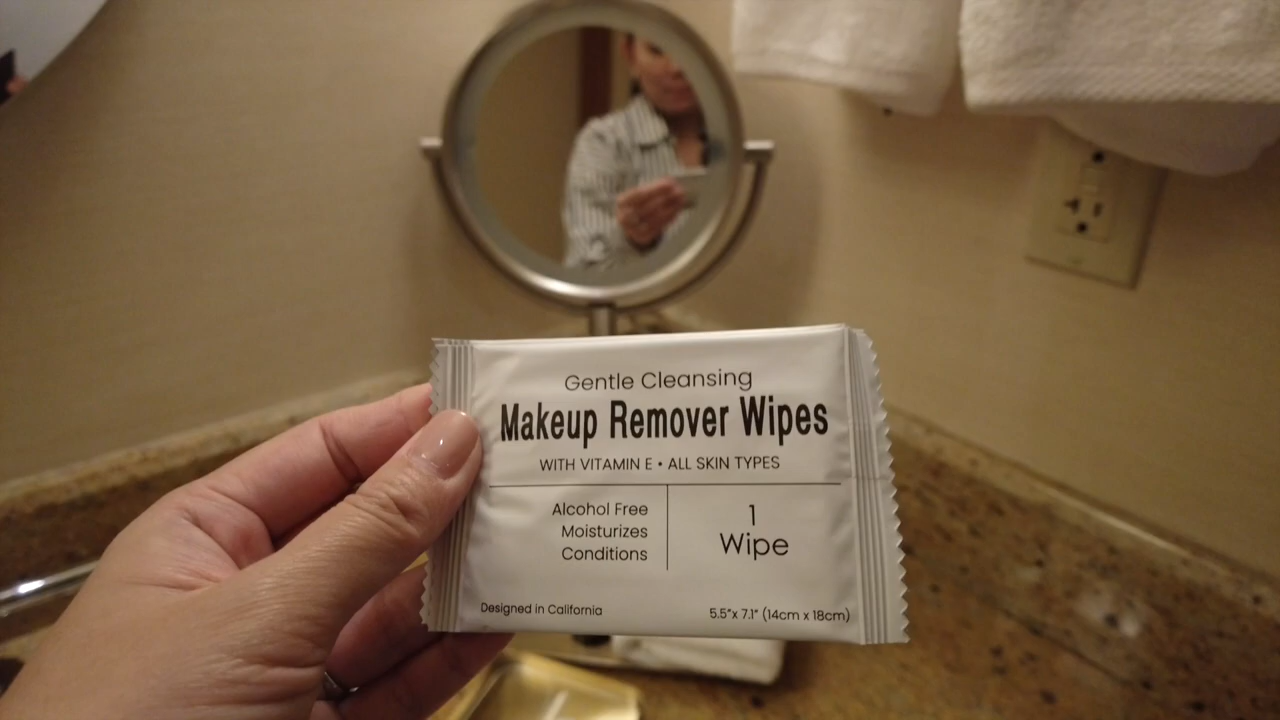 Gentle Cleansing
Makeup Remover Wipes
WITH VITAMIN E • ALL SKIN TYPES
Alcohol Free
Moisturizes
Conditions
1
Wipe
Designed in California
5.5"x 7.1" (14cm x 18cm)